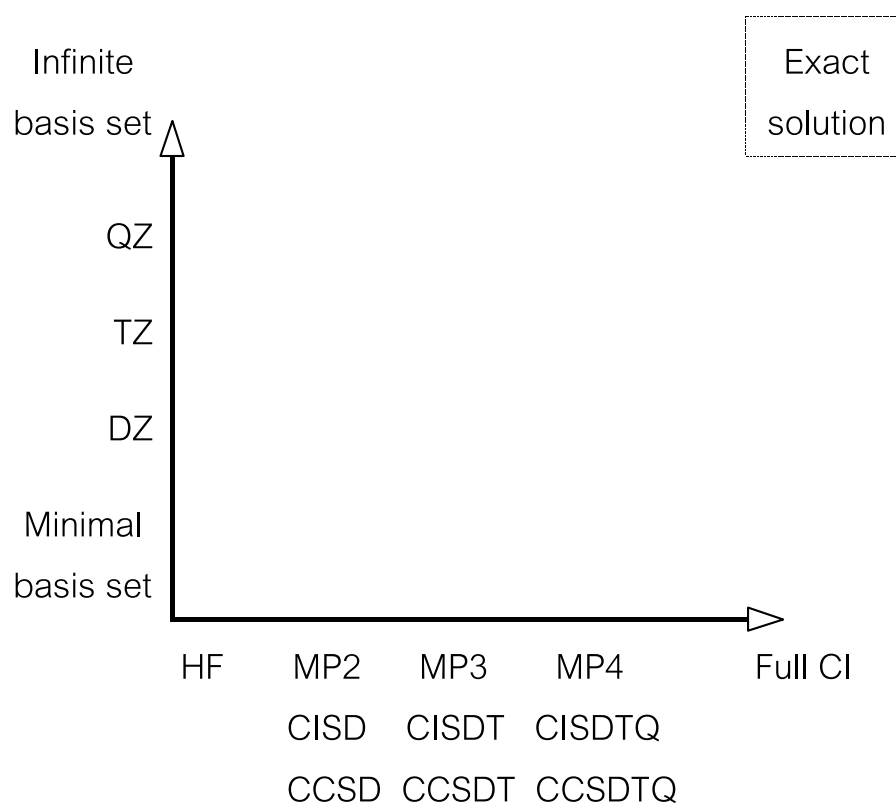 Infinite
basis set
Exact
solution
QZ
TZ
DZ
Minimal
basis set
HF MP2 MP3 MP4 Full CI
CISD CISDT CISDTQ
CCSD CCSDT CCSDTQ